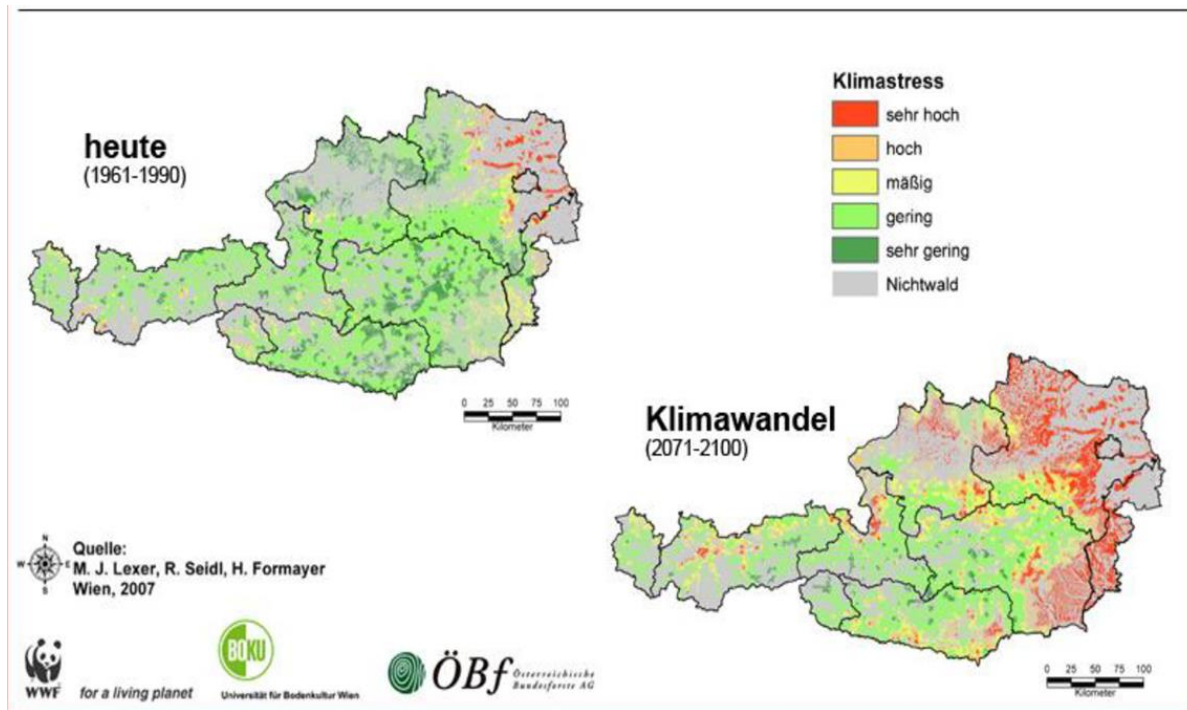 heute
(1961-1990)
Klimastress
sehr hoch
hoch
mäßig
gering
sehr gering
Nichtwald
0 25 50 75 100
Kilometer
Klimawandel
(2071-2100)
N
W E
S
Quelle:
M. J. Lexer, R. Seidl, H. Formayer
Wien, 2007
0 25 50 75 100
Kilometer
WWF
for a living planet
BOKU
Universität für Bodenkultur Wien
ÖBf Österreichische
Bundesforste AG